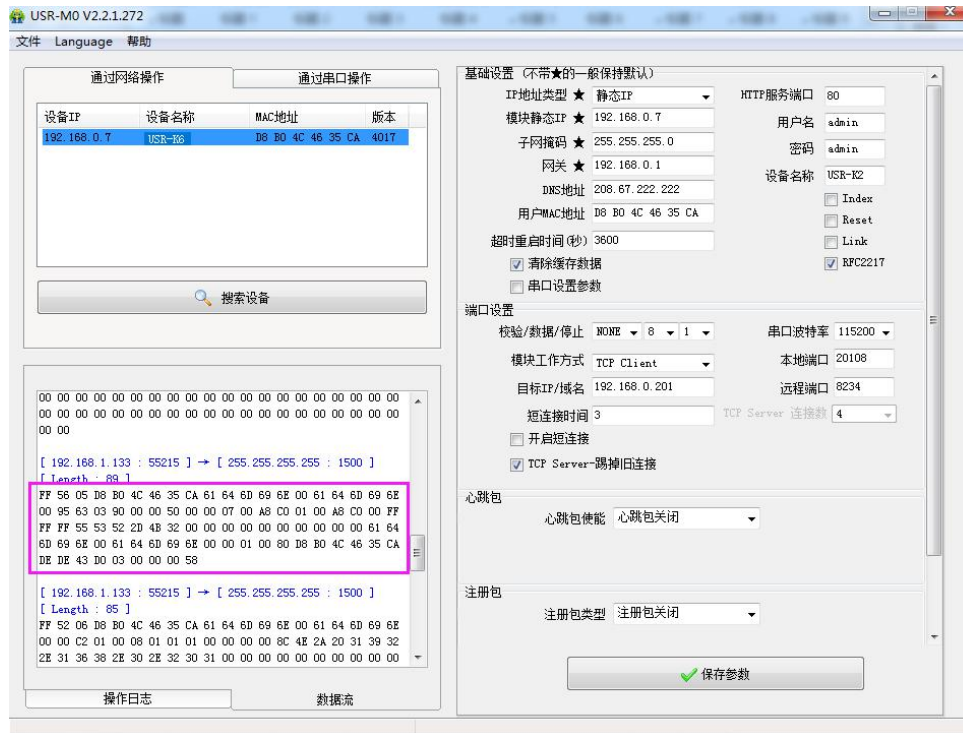 USR-M0 V2.2.1.272
文件 Language 帮助
通过网络操作 通过串口操作
设备IP 设备名称 MAC地址 版本
192.168.0.7 USR-K6 D8 B0 4C 46 35 CA 4017
搜索设备
00 00 00 00 00 00 00 00 00 00 00 00 00 00 00 00 00 00 00 00
00 00 00 00 00 00 00 00 00 00 00 00 00 00 00 00 00 00 00 00
00 00
[ 192.168.1.133 : 55215 ] → [ 255.255.255.255 : 1500 ]
[ Length : 89 ]
FF 56 05 D8 B0 4C 46 35 CA 61 64 6D 69 6E 00 61 64 6D 69 6E
00 95 63 03 90 00 00 50 00 00 07 00 A8 C0 01 00 A8 C0 00 FF
FF FF 55 53 52 2D 4B 32 00 00 00 00 00 00 00 00 00 00 61 64
6D 69 6E 00 61 64 6D 69 6E 00 00 01 00 80 D8 B0 4C 46 35 CA
DE DE 43 D0 03 00 00 00 58
[ 192.168.1.133 : 55215 ] → [ 255.255.255.255 : 1500 ]
[ Length : 85 ]
FF 52 06 D8 B0 4C 46 35 CA 61 64 6D 69 6E 00 61 64 6D 69 6E
00 00 C2 01 00 08 01 01 01 00 00 00 00 8C 4E 2A 20 31 39 32
2E 31 36 38 2E 30 2E 32 30 31 00 00 00 00 00 00 00 00 00 00
操作日志 数据流
基础设置 (不带★的一般保持默认)
IP地址类型 ★ 静态IP
模块静态IP ★ 192.168.0.7
子网掩码 ★ 255.255.255.0
网关 ★ 192.168.0.1
DNS地址 208.67.222.222
用户MAC地址 D8 B0 4C 46 35 CA
超时重启时间(秒) 3600
清除缓存数据
串口设置参数
HTTP服务端口 80
用户名 admin
密码 admin
设备名称 USR-K2
Index
Reset
Link
RFC2217
端口设置
校验/数据/停止 NONE 8 1 串口波特率 115200
模块工作方式 TCP Client 本地端口 20108
目标IP/域名 192.168.0.201 远程端口 8234
短连接时间 3 TCP Server 连接数 4
开启短连接
TCP Server-踢掉旧连接
心跳包
心跳包使能 心跳包关闭
注册包
注册包类型 注册包关闭
保存参数